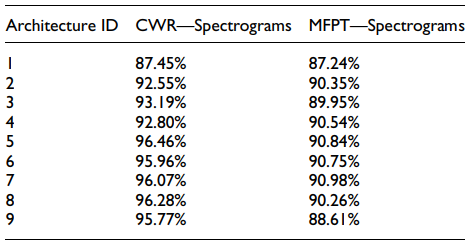 Architecture ID CWR—Spectrograms MFPT—Spectrograms
1 87.45% 87.24%
2 92.55% 90.35%
3 93.19% 89.95%
4 92.80% 90.54%
5 96.46% 90.84%
6 95.96% 90.75%
7 96.07% 90.98%
8 96.28% 90.26%
9 95.77% 88.61%